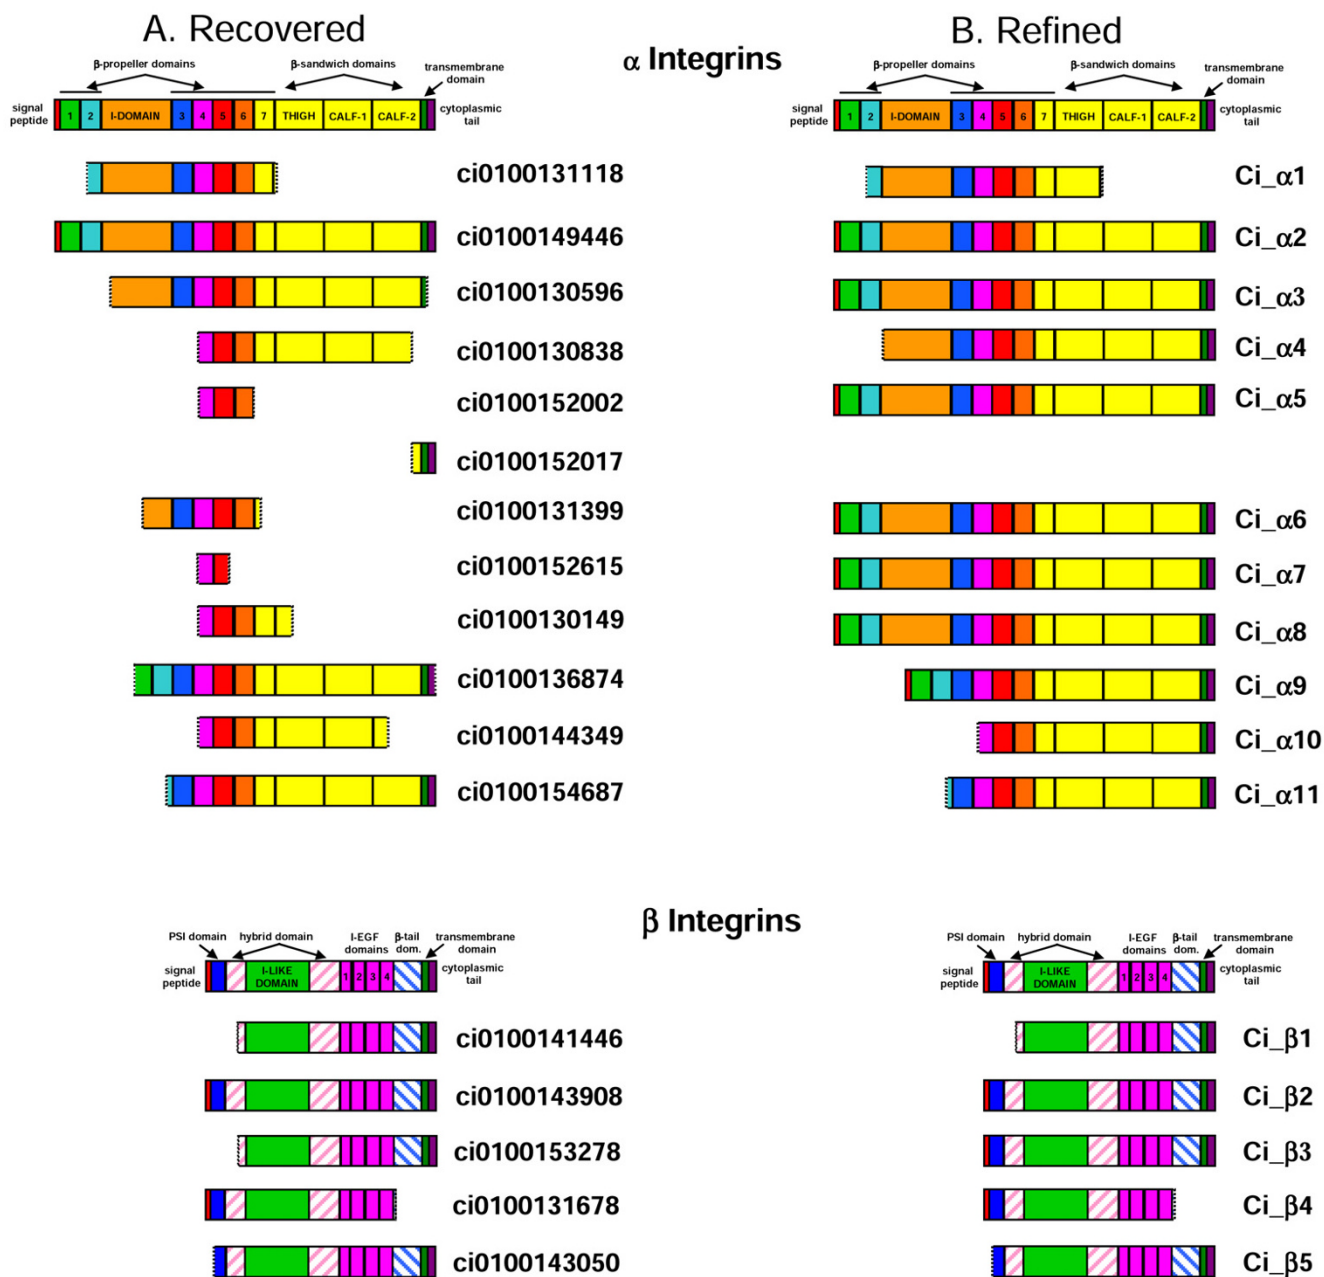 A. Recovered
B. Refined
α Integrins
β-propeller domains
β-sandwich domains
transmembrane
domain
signal
peptide
1 2 I-DOMAIN 3 4 5 6 7 THIGH CALF-1 CALF-2
cytoplasmic
tail
β-propeller domains
β-sandwich domains
transmembrane
domain
signal
peptide
1 2 I-DOMAIN 3 4 5 6 7 THIGH CALF-1 CALF-2
cytoplasmic
tail
ci0100131118
Ci_α1
ci0100149446
Ci_α2
ci0100130596
Ci_α3
ci0100130838
Ci_α4
ci0100152002
Ci_α5
ci0100152017
ci0100131399
Ci_α6
ci0100152615
Ci_α7
ci0100130149
Ci_α8
ci0100136874
Ci_α9
ci0100144349
Ci_α10
ci0100154687
Ci_α11
β Integrins
PSI domain
hybrid domain
I-EGF
domains
β-tail
dom.
transmembrane
domain
signal
peptide
I-LIKE
DOMAIN
1 2 3 4
cytoplasmic
tail
PSI domain
hybrid domain
I-EGF
domains
β-tail
dom.
transmembrane
domain
signal
peptide
I-LIKE
DOMAIN
1 2 3 4
cytoplasmic
tail
ci0100141446
Ci_β1
ci0100143908
Ci_β2
ci0100153278
Ci_β3
ci0100131678
Ci_β4
ci0100143050
Ci_β5